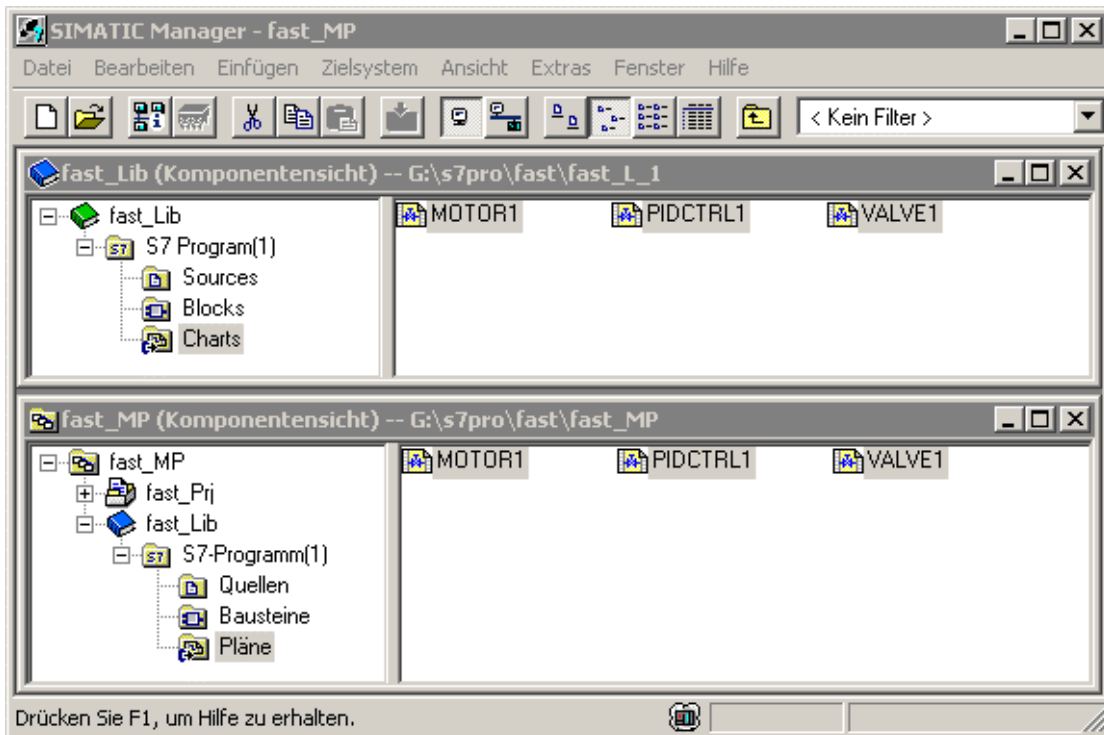 SIMATIC Manager - fast_MP
Datei Bearbeiten Einfügen Zielsystem Ansicht Extras Fenster Hilfe
< Kein Filter >
fast_Lib (Komponentensicht) -- G:\s7pro\fast\fast_L_1
fast_Lib
S7 Program(1)
Sources
Blocks
Charts
MOTOR1 PIDCTRL1 VALVE1
fast_MP (Komponentensicht) -- G:\s7pro\fast\fast_MP
fast_MP
fast_Prj
fast_Lib
S7-Programm(1)
Quellen
Bausteine
Pläne
MOTOR1 PIDCTRL1 VALVE1
Drücken Sie F1, um Hilfe zu erhalten.